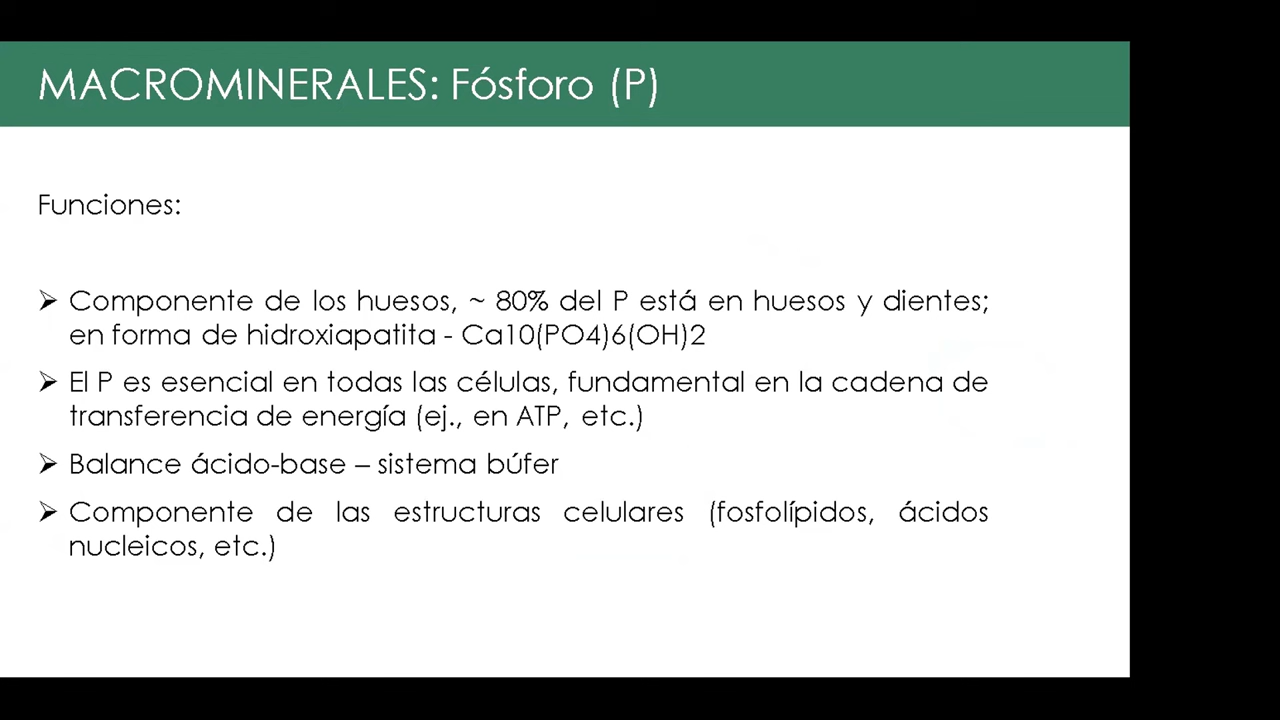 MACROMINERALES: Fósforo (P)
Funciones:
➢ Componente de los huesos, ~ 80% del P está en huesos y dientes;
en forma de hidroxiapatita - Ca10(PO4)6(OH)2
➢ El P es esencial en todas las células, fundamental en la cadena de
transferencia de energía (ej., en ATP, etc.)
➢ Balance ácido-base – sistema búfer
➢ Componente de las estructuras celulares (fosfolípidos, ácidos
nucleicos, etc.)